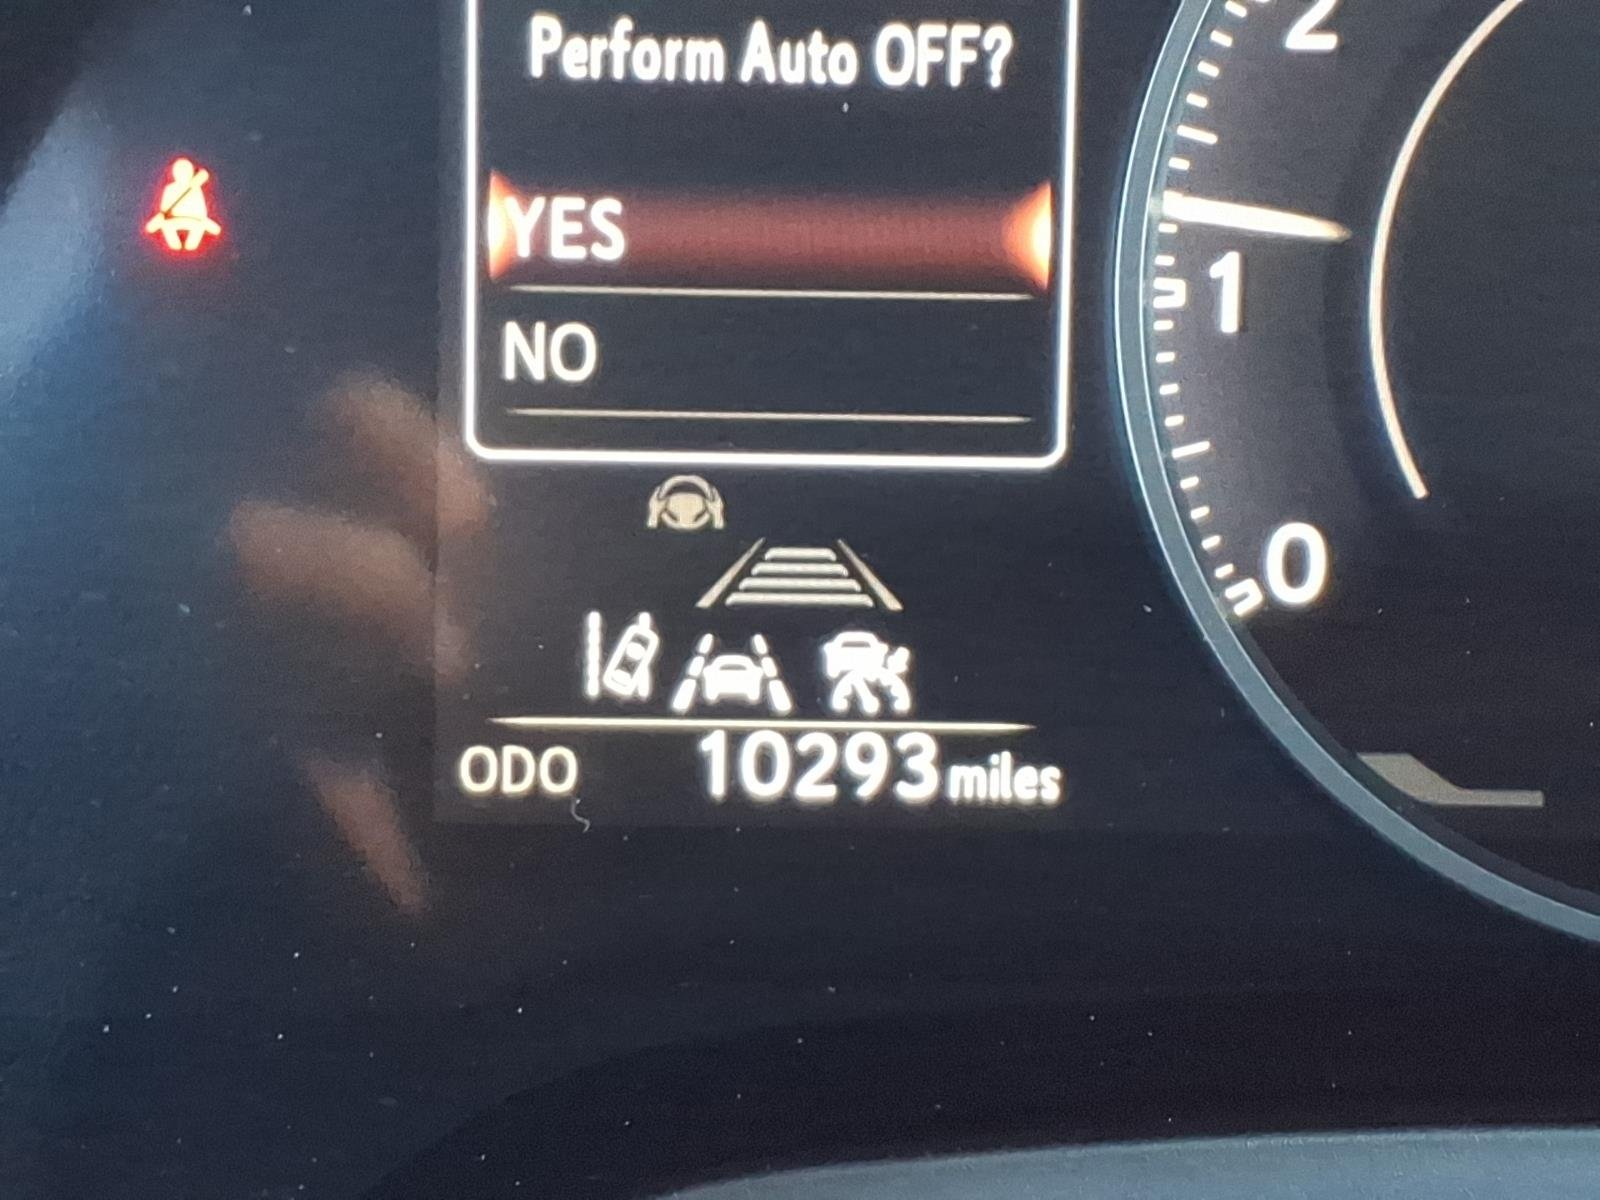 Perform Auto OFF?
YES
NO
2
1
0
ODO 10293 miles